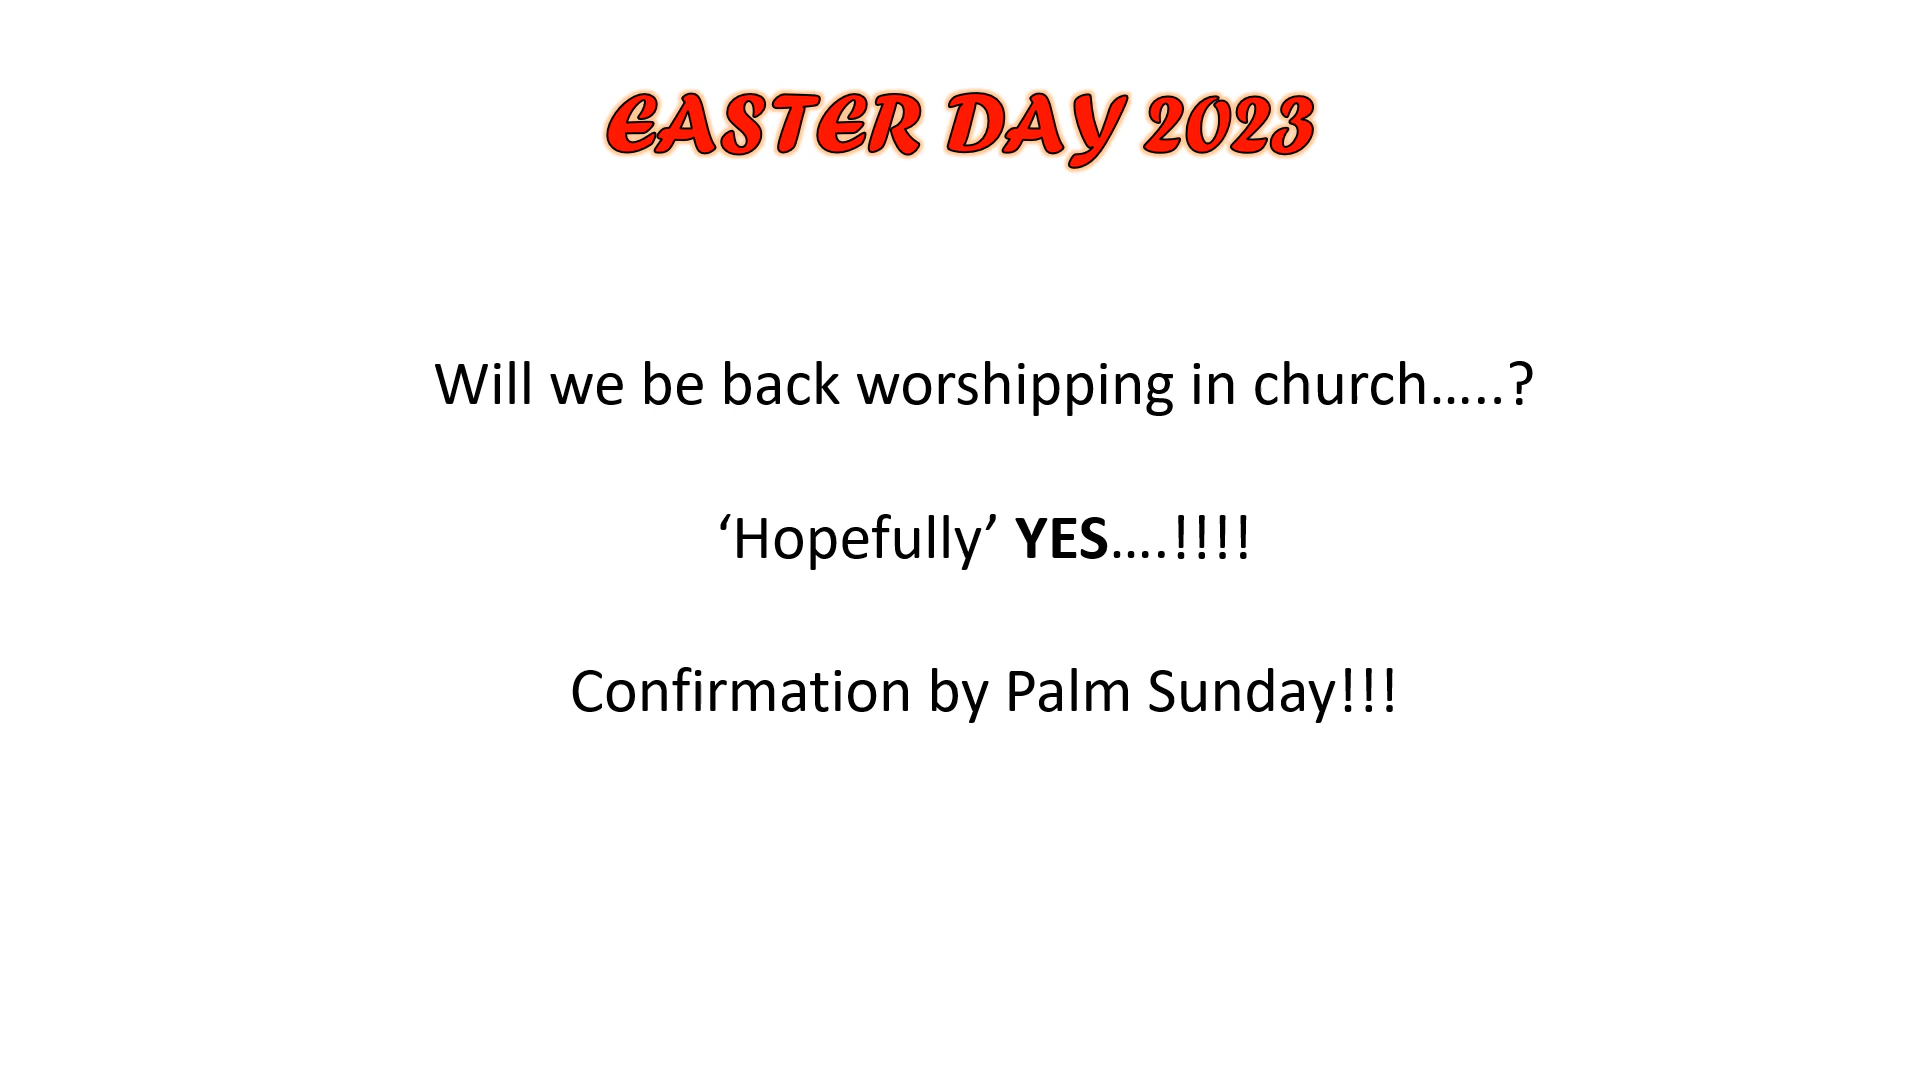 EASTER DAY 2023
Will we be back worshipping in church…..?
‘Hopefully’ YES….!!!!
Confirmation by Palm Sunday!!!